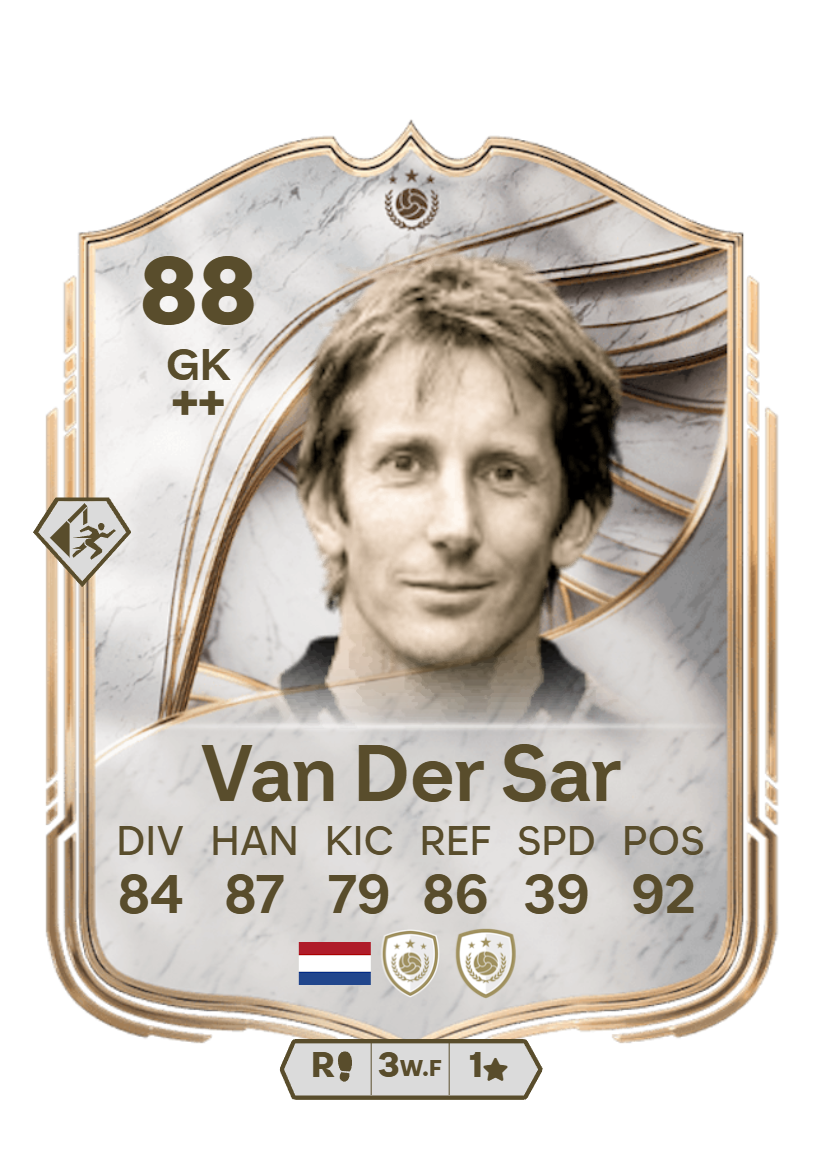 88
GK
++
Van Der Sar
DIV HAN KIC REF SPD POS
84 87 79 86 39 92
R 3W.F 1★